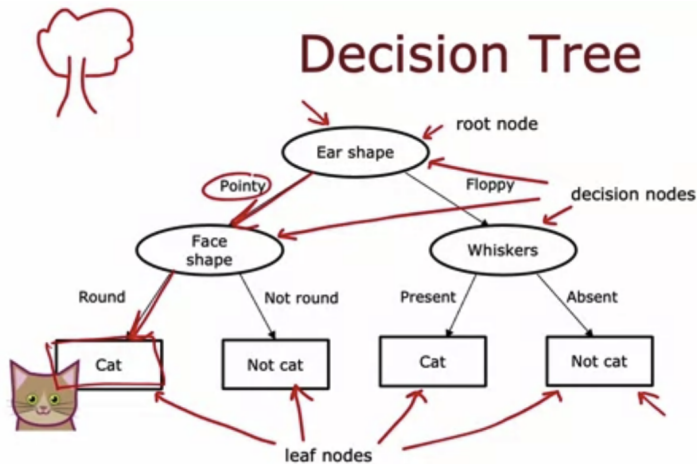 Decision Tree
root node
Ear shape
Pointy
Floppy
decision nodes
Face
shape
Whiskers
Round
Not round
Present
Absent
Cat
Not cat
Cat
Not cat
leaf nodes